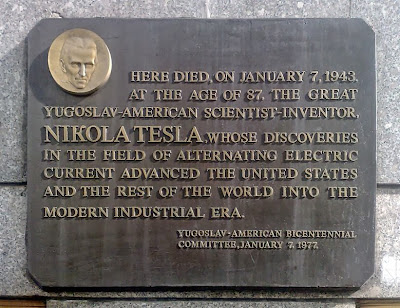 HERE DIED, ON JANUARY 7, 1943,
AT THE AGE OF 87, THE GREAT
YUGOSLAV-AMERICAN SCIENTIST-INVENTOR,
NIKOLA TESLA, WHOSE DISCOVERIES
IN THE FIELD OF ALTERNATING ELECTRIC
CURRENT ADVANCED THE UNITED STATES
AND THE REST OF THE WORLD INTO THE
MODERN INDUSTRIAL ERA.
YUGOSLAV-AMERICAN BICENTENNIAL
COMMITTEE, JANUARY 7, 1977.